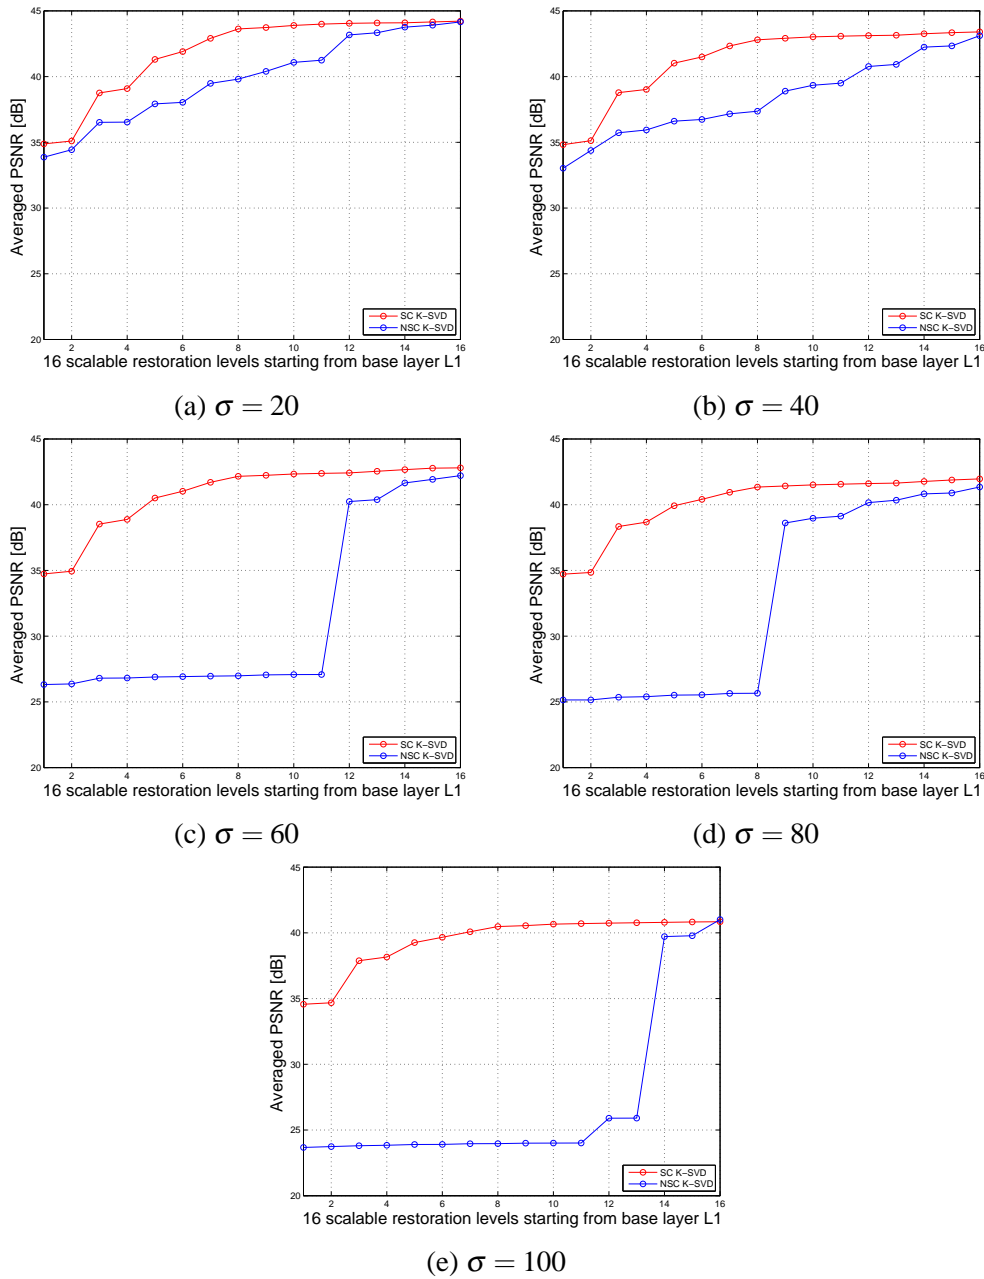 45
40
35
30
25
20
Averaged PSNR [dB]
2 4 6 8 10 12 14 16
SC K−SVD
NSC K−SVD
16 scalable restoration levels starting from base layer L1
(a) σ = 20
45
40
35
30
25
20
Averaged PSNR [dB]
2 4 6 8 10 12 14 16
SC K−SVD
NSC K−SVD
16 scalable restoration levels starting from base layer L1
(b) σ = 40
45
40
35
30
25
20
Averaged PSNR [dB]
2 4 6 8 10 12 14 16
SC K−SVD
NSC K−SVD
16 scalable restoration levels starting from base layer L1
(c) σ = 60
45
40
35
30
25
20
Averaged PSNR [dB]
2 4 6 8 10 12 14 16
SC K−SVD
NSC K−SVD
16 scalable restoration levels starting from base layer L1
(d) σ = 80
45
40
35
30
25
20
Averaged PSNR [dB]
2 4 6 8 10 12 14 16
SC K−SVD
NSC K−SVD
16 scalable restoration levels starting from base layer L1
(e) σ = 100